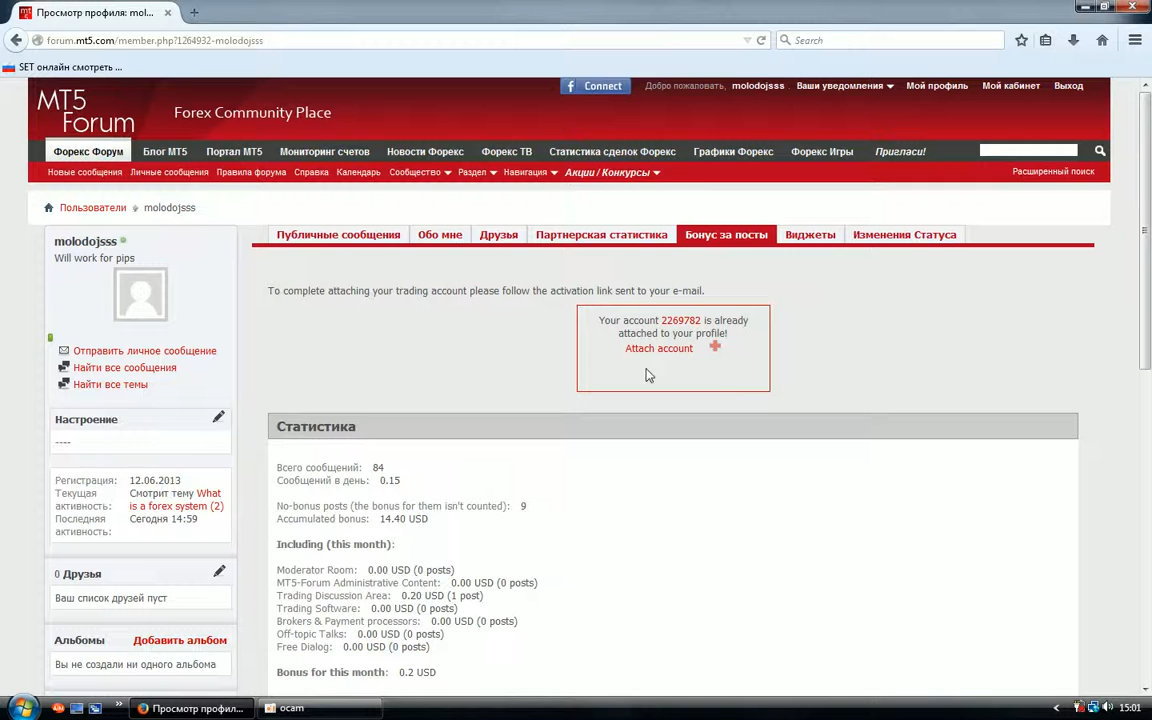 Просмотр профиля: mol...
forum.mt5.com/member.php?1264932-molodojsss
Search
SET онлайн смотреть ...
MT5
Forum
Forex Community Place
f Connect
Добро пожаловать, molodojsss . Ваши уведомления Мой профиль Мой кабинет Выход
Форекс Форум Блог MT5 Портал MT5 Мониторинг счетов Новости Форекс Форекс ТВ Статистика сделок Форекс Графики Форекс Форекс Игры Пригласи!
Новые сообщения Личные сообщения Правила форума Справка Календарь Сообщество Раздел Навигация Акции / Конкурсы Расширенный поиск
Пользователи molodojsss
molodojsss
Will work for pips
Отправить личное сообщение
Найти все сообщения
Найти все темы
Настроение
----
Регистрация: 12.06.2013
Текущая активность: Смотрит тему What is a forex system (2)
Последняя активность: Сегодня 14:59
0 Друзья
Ваш список друзей пуст
Альбомы Добавить альбом
Вы не создали ни одного альбома
Публичные сообщения Обо мне Друзья Партнерская статистика Бонус за посты Виджеты Изменения Статуса
To complete attaching your trading account please follow the activation link sent to your e-mail.
Your account 2269782 is already
attached to your profile!
Attach account
Статистика
Всего сообщений: 84
Сообщений в день: 0.15
No-bonus posts (the bonus for them isn't counted): 9
Accumulated bonus: 14.40 USD
Including (this month):
Moderator Room: 0.00 USD (0 posts)
MT5-Forum Administrative Content: 0.00 USD (0 posts)
Trading Discussion Area: 0.20 USD (1 post)
Trading Software: 0.00 USD (0 posts)
Brokers & Payment processors: 0.00 USD (0 posts)
Off-topic Talks: 0.00 USD (0 posts)
Free Dialog: 0.00 USD (0 posts)
Bonus for this month: 0.2 USD
Просмотр профил...
ocam
15:01